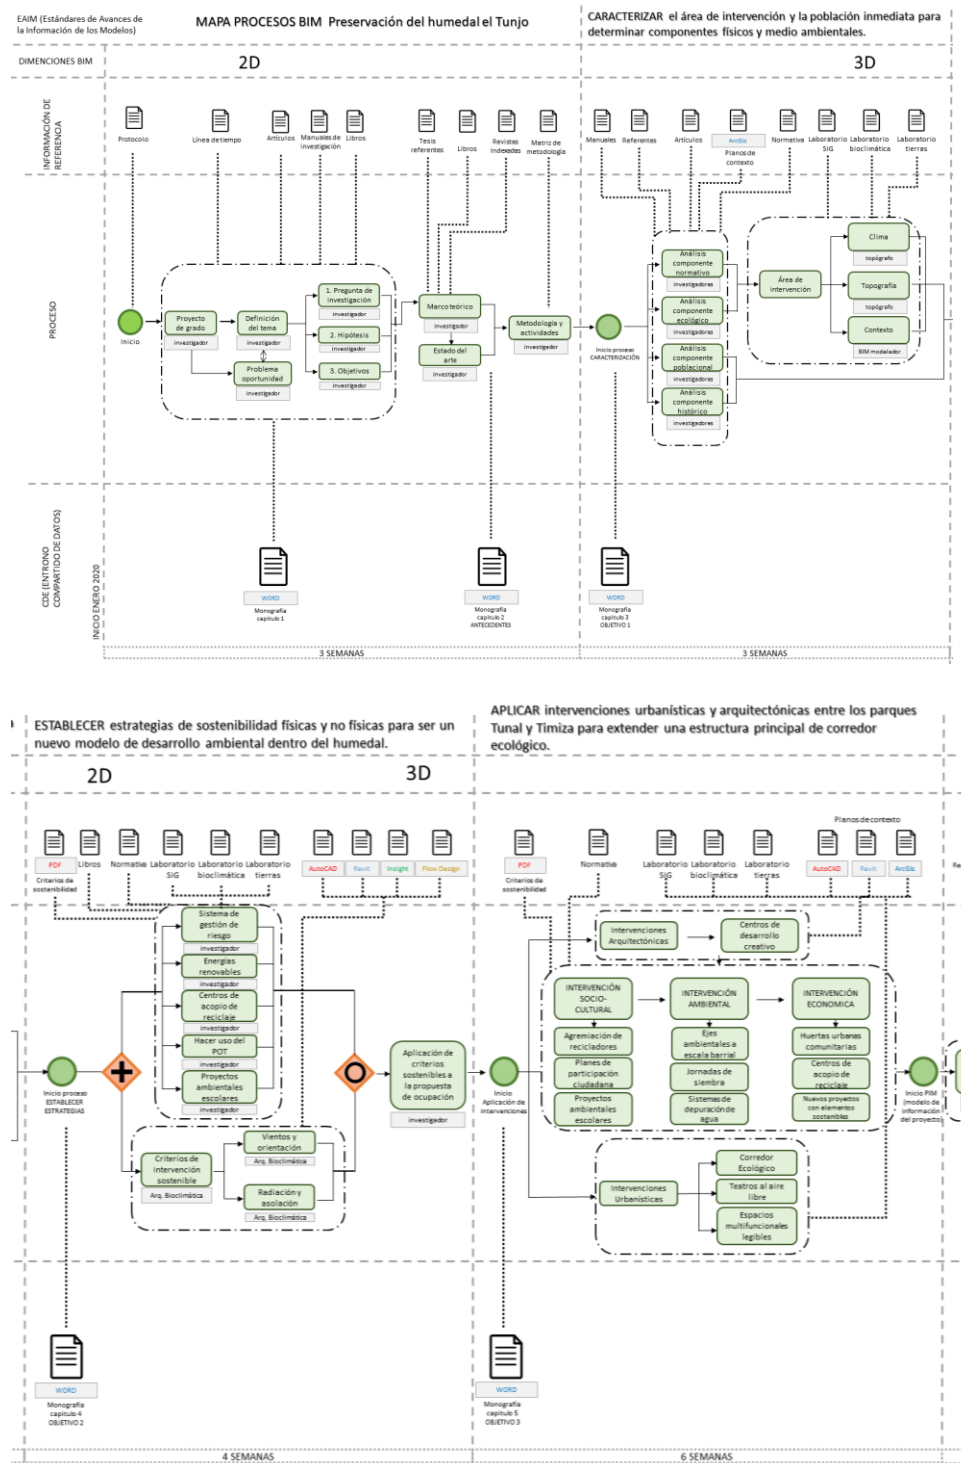 EAIM (Estándares de Avances de
la Información de los Modelos)
MAPA PROCESOS BIM Preservación del humedal el Tunjo
CARACTERIZAR el área de intervención y la población inmediata para
determinar componentes físicos y medio ambientales.
DIMENCIONES BIM
2D
3D
INFORMACIÓN DE
REFERENCIA
Protocolo
Línea de tiempo
Artículos
Manuales de
investigación
Libros
Tesis
referentes
Libros
Revistas
Indexadas
Matriz de
metodología
Manuales
Referentes
Artículos
ArcGis
Planos de
contexto
Normativa
Laboratorio
SIG
Laboratorio
bioclimática
Laboratorio
tierras
PROCESO
Inicio
Proyecto
de grado
investigador
Definición
del tema
investigador
Problema
oportunidad
investigador
1. Pregunta de
investigación
investigador
2. Hipótesis
investigador
3. Objetivos
investigador
Marco teórico
investigador
Estado del
arte
investigador
Metodología y
actividades
investigador
Inicio proceso
CARACTERIZACIÓN
Análisis
componente
normativo
investigadores
Análisis
componente
ecológico
investigadores
Análisis
componente
poblacional
investigadores
Análisis
componente
histórico
investigadores
Área de
intervención
Clima
topógrafo
Topografía
topógrafo
Contexto
BIM modelador
CDE (ENTRONO
COMPARTIDO DE DATOS)
INICIO ENERO 2020
WORD
Monografía
capitulo 1
WORD
Monografía
capitulo 2
ANTECEDENTES
WORD
Monografía
capitulo 3
OBJETIVO 1
3 SEMANAS
3 SEMANAS
ESTABLECER estrategias de sostenibilidad físicas y no físicas para ser un
nuevo modelo de desarrollo ambiental dentro del humedal.
APLICAR intervenciones urbanísticas y arquitectónicas entre los parques
Tunal y Timiza para extender una estructura principal de corredor
ecológico.
2D
3D
PDF
Criterios de
sostenibilidad
Libros
Normativa
Laboratorio
SIG
Laboratorio
bioclimática
Laboratorio
tierras
AutoCAD
Revit
Insight
Flow Design
PDF
Criterios de
sostenibilidad
Normativa
Laboratorio
SIG
Laboratorio
bioclimática
Laboratorio
tierras
Planos de contexto
AutoCAD
Revit
ArcGis
Re
Inicio proceso
ESTABLECER
ESTRATEGIAS
Sistema de
gestión de
riesgo
investigador
Energías
renovables
investigador
Centros de
acopio de
reciclaje
investigador
Hacer uso del
POT
investigador
Proyectos
ambientales
escolares
investigador
Criterios de
intervención
sostenible
Arq. Bioclimática
Vientos y
orientación
Arq. Bioclimática
Radiación y
asolación
Arq. Bioclimática
Aplicación de
criterios
sostenibles a
la propuesta
de ocupación
investigador
Inicio
Aplicación de
intervenciones
Intervenciones
Arquitectónicas
Centros de
desarrollo
creativo
INTERVENCIÓN
SOCIO-
CULTURAL
Agremiación de
recicladores
Planes de
participación
ciudadana
Proyectos
ambientales
escolares
INTERVENCIÓN
AMBIENTAL
Ejes
ambientales a
escala barrial
Jornadas de
siembra
Sistemas de
depuración de
agua
INTERVENCIÓN
ECONOMICA
Huertas urbanas
comunitarias
Centros de
acopio de
reciclaje
Nuevos proyectos
con elementos
sostenibles
Intervenciones
Urbanísticas
Corredor
Ecológico
Teatros al aire
libre
Espacios
multifuncionales
legibles
Inicio PIM
(modelo de
información
del proyecto)
WORD
Monografía
capitulo 4
OBJETIVO 2
WORD
Monografía
capitulo 5
OBJETIVO 3
4 SEMANAS
6 SEMANAS